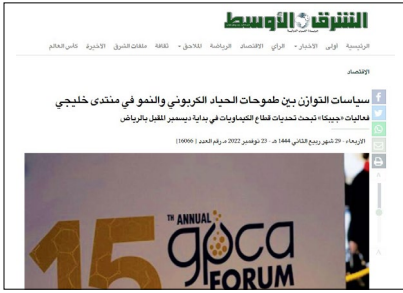 الشرق الأوسط
الرئيسية أولى الأخبار الرأي الاقتصاد الرياضة الملاحق ثقافة ملفات الشرق الأخيرة كأس العالم
الاقتصاد
سياسات التوازن بين طموحات الحياد الكربوني والنمو في منتدى خليجي
فعاليات «جيبكا» تبحث تحديات قطاع الكيماويات في بداية ديسمبر المقبل بالرياض
الأربعاء - 29 شهر ربيع الثاني 1444 هـ - 23 نوفمبر 2022 مـ رقم العدد [16066]
15TH ANNUAL
gpca
FORUM